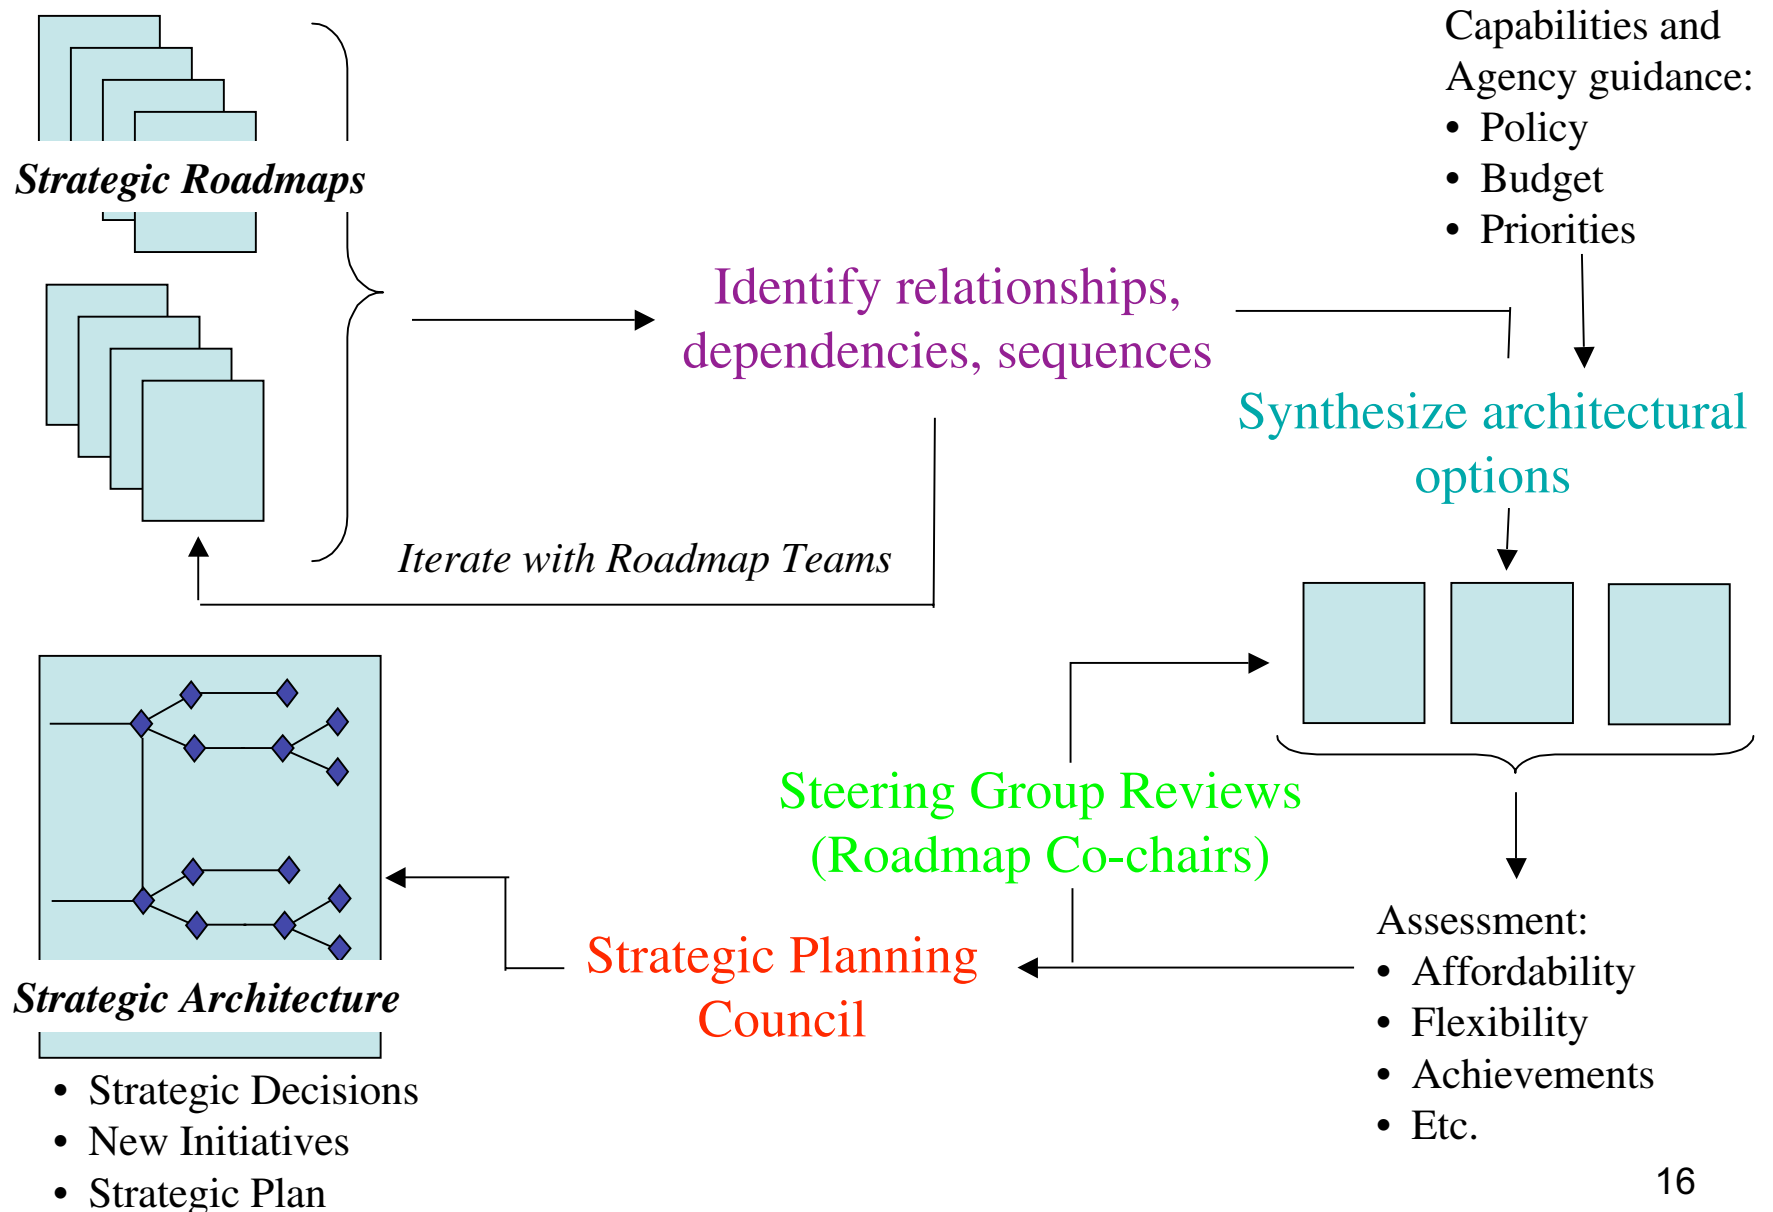 Capabilities and
Agency guidance:
• Policy
• Budget
• Priorities
Strategic Roadmaps
Identify relationships,
dependencies, sequences
Synthesize architectural
options
Iterate with Roadmap Teams
Steering Group Reviews
(Roadmap Co-chairs)
Assessment:
• Affordability
• Flexibility
• Achievements
• Etc.
Strategic Planning
Council
Strategic Architecture
• Strategic Decisions
• New Initiatives
• Strategic Plan
16